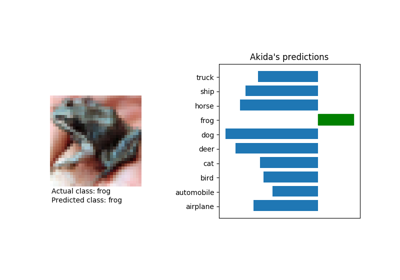 Akida's predictions
truck
ship
horse
frog
dog
deer
cat
bird
automobile
airplane
Actual class: frog
Predicted class: frog